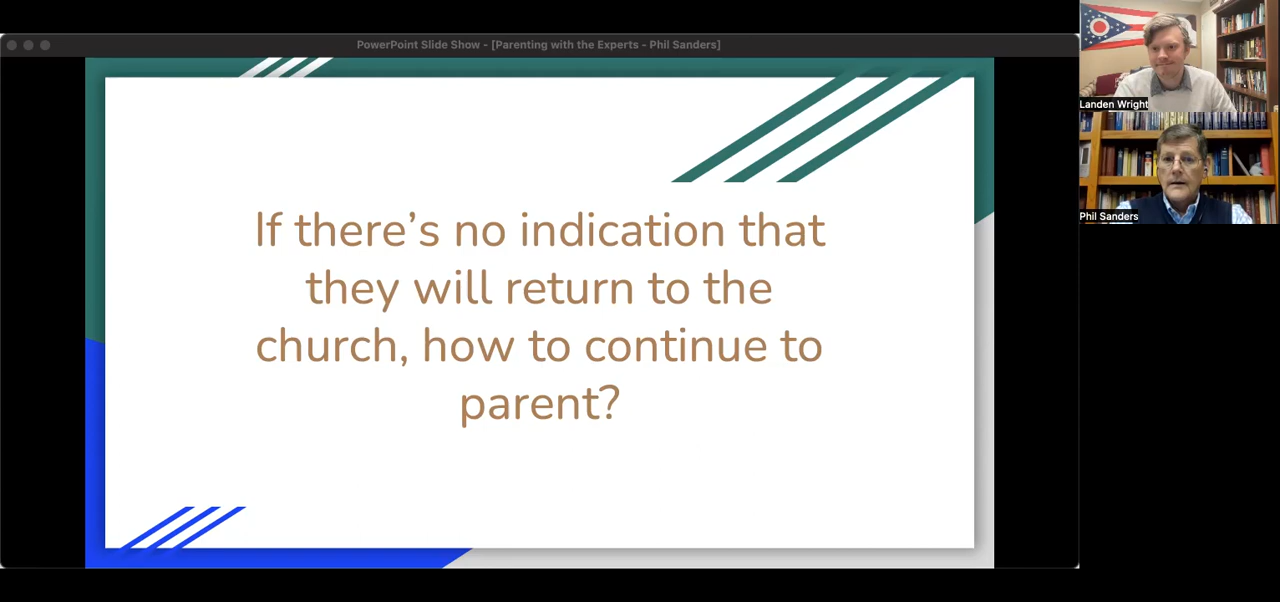 PowerPoint Slide Show - [Parenting with the Experts - Phil Sanders]
If there’s no indication that
they will return to the
church, how to continue to
parent?
Landen Wright
Phil Sanders